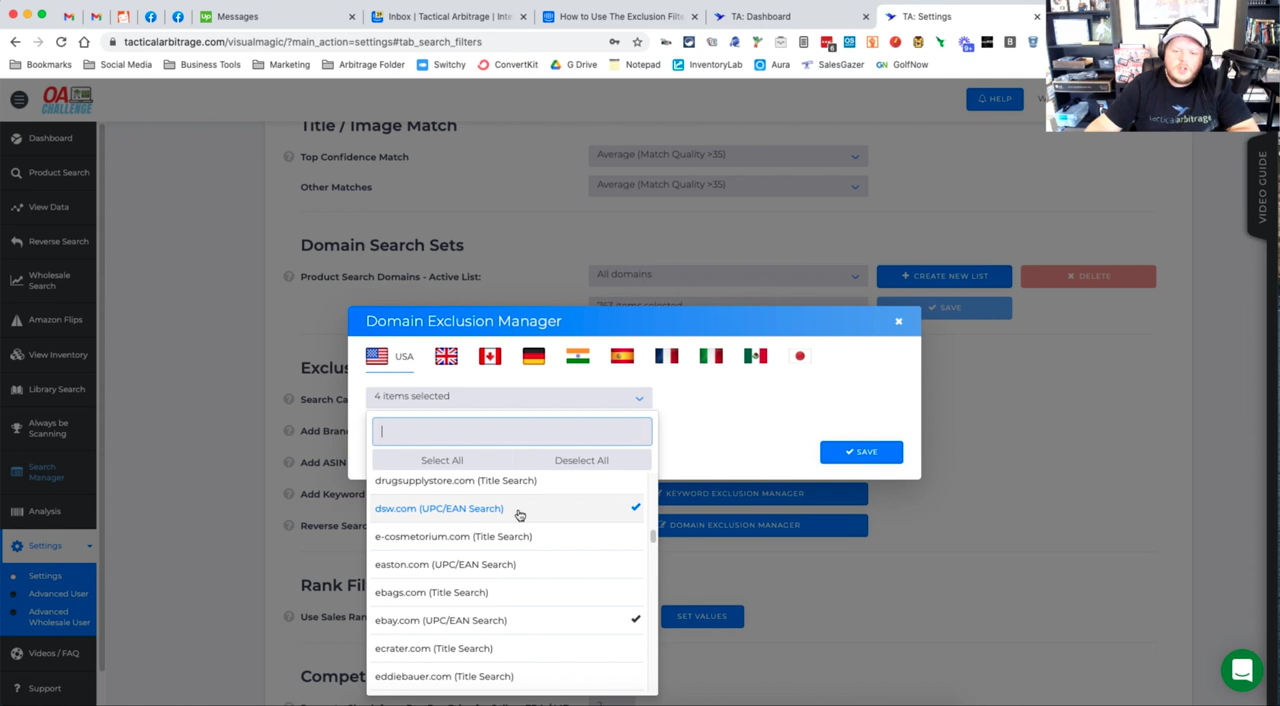 Messages
Inbox | Tactical Arbitrage | Inte
How to Use The Exclusion Filte
TA: Dashboard
TA: Settings
tacticalarbitrage.com/visualmagic/?main_action=settings#tab_search_filters
Bookmarks
Social Media
Business Tools
Marketing
Arbitrage Folder
Switchy
ConvertKit
G Drive
Notepad
InventoryLab
Aura
SalesGazer
GolfNow
OA
CHALLENGE
HELP
W
tacticalarbitrage
VIDEO GUIDE
Dashboard
Product Search
View Data
Reverse Search
Wholesale
Search
Amazon Flips
View Inventory
Library Search
Always be
Scanning
Search
Manager
Analysis
Settings
Settings
Advanced User
Advanced
Wholesale User
Videos / FAQ
Support
Title / Image Match
Top Confidence Match
Average (Match Quality >35)
Other Matches
Average (Match Quality >35)
Domain Search Sets
Product Search Domains - Active List:
All domains
+ CREATE NEW LIST
DELETE
763 items selected
SAVE
Domain Exclusion Manager
USA
4 items selected
Select All
Deselect All
SAVE
drugsupplystore.com (Title Search)
dsw.com (UPC/EAN Search)
e-cosmetorium.com (Title Search)
easton.com (UPC/EAN Search)
ebags.com (Title Search)
ebay.com (UPC/EAN Search)
ecrater.com (Title Search)
eddiebauer.com (Title Search)
Exclus
Search Ca
Add Bran
Add ASIN
Add Keyword
KEYWORD EXCLUSION MANAGER
Reverse Search
DOMAIN EXCLUSION MANAGER
Rank Fil
Use Sales Ran
SET VALUES
Compet